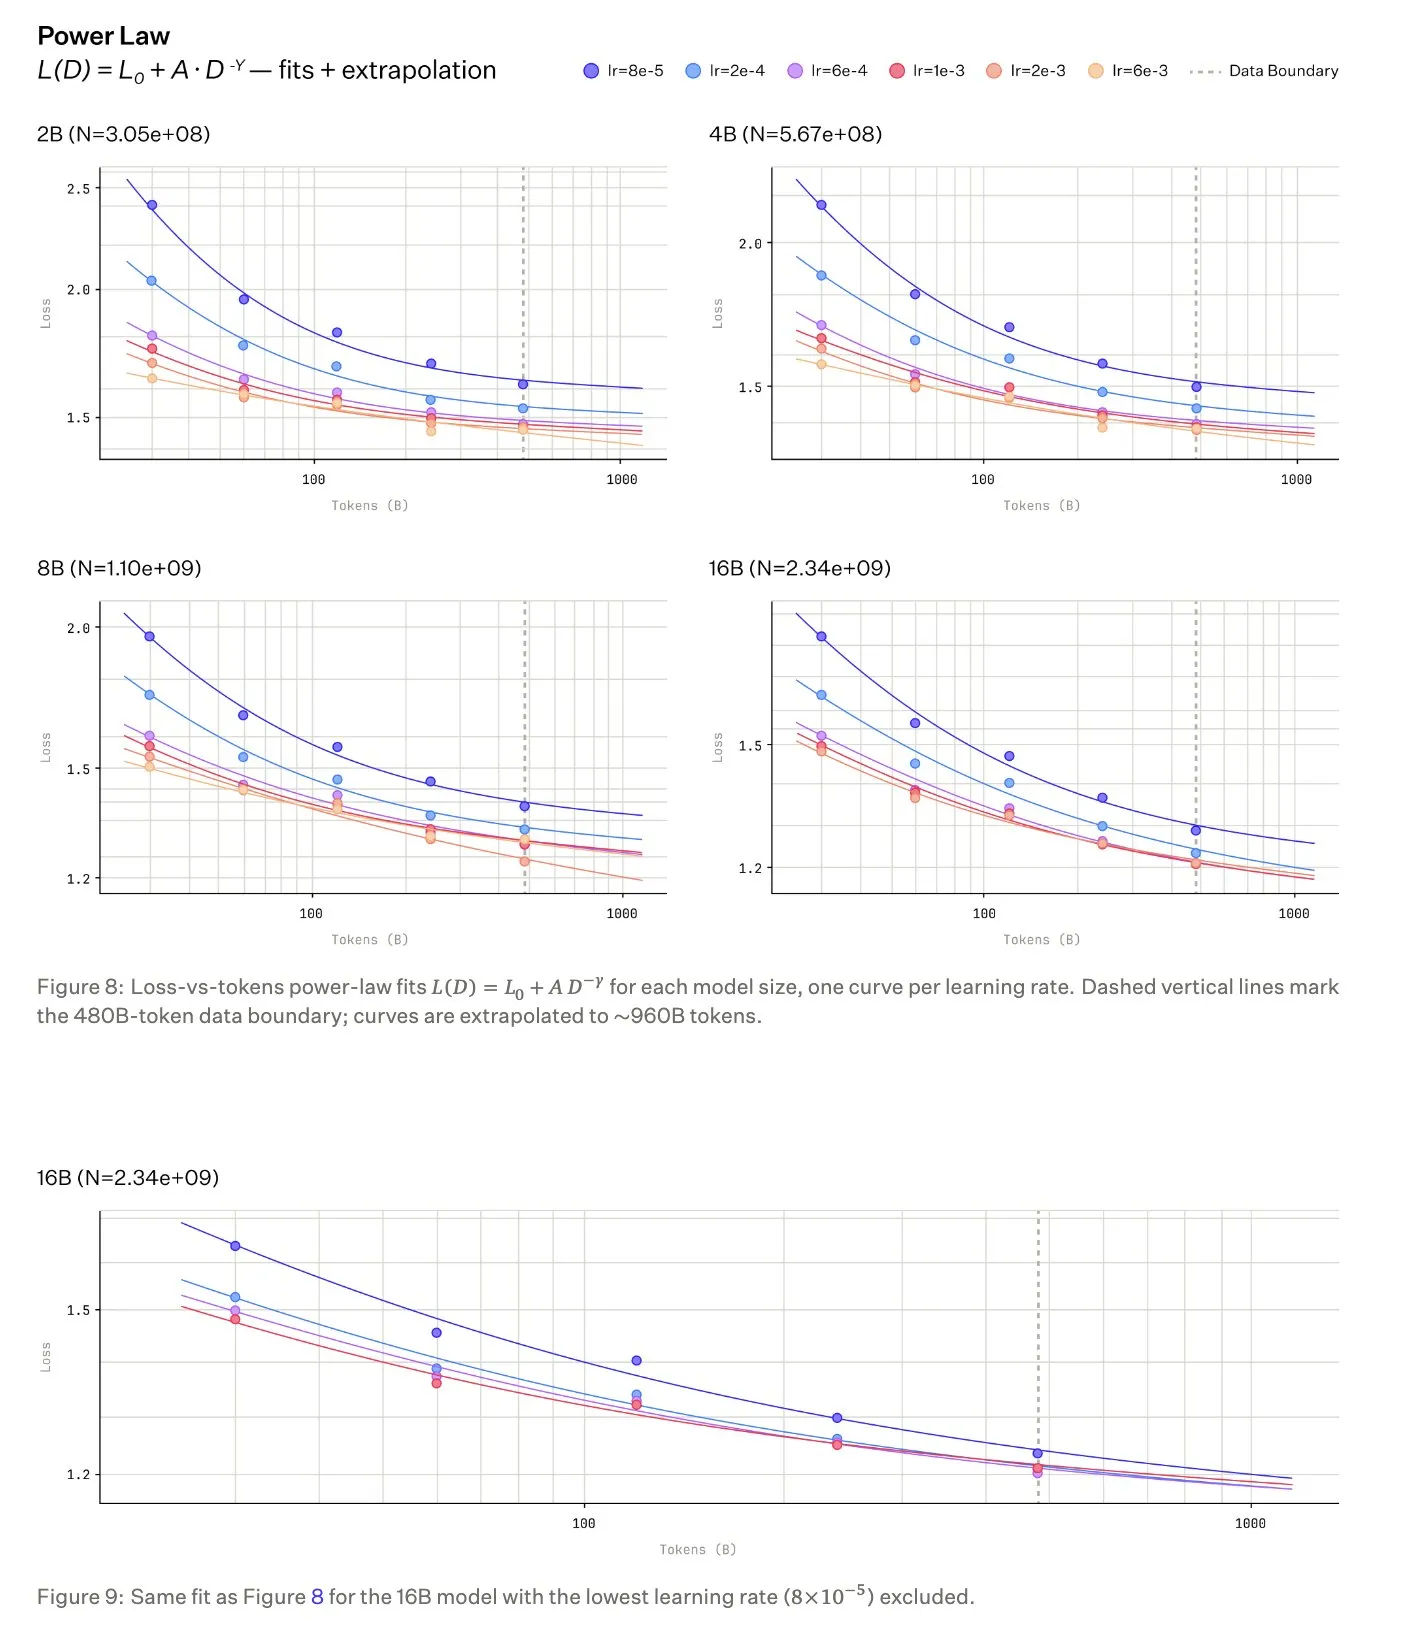 Power Law
L(D) = L₀ + A · D ⁻ᵞ — fits + extrapolation
lr=8e-5 lr=2e-4 lr=6e-4 lr=1e-3 lr=2e-3 lr=6e-3 Data Boundary
2B (N=3.05e+08)
2.5
2.0
1.5
Loss
100 1000
Tokens (B)
4B (N=5.67e+08)
2.0
1.5
Loss
100 1000
Tokens (B)
8B (N=1.10e+09)
2.0
1.5
1.2
Loss
100 1000
Tokens (B)
16B (N=2.34e+09)
1.5
1.2
Loss
100 1000
Tokens (B)
Figure 8: Loss-vs-tokens power-law fits L(D) = L₀ + A D⁻ᵞ for each model size, one curve per learning rate. Dashed vertical lines mark
the 480B-token data boundary; curves are extrapolated to ~960B tokens.
16B (N=2.34e+09)
1.5
1.2
Loss
100 1000
Tokens (B)
Figure 9: Same fit as Figure 8 for the 16B model with the lowest learning rate (8×10⁻⁵) excluded.